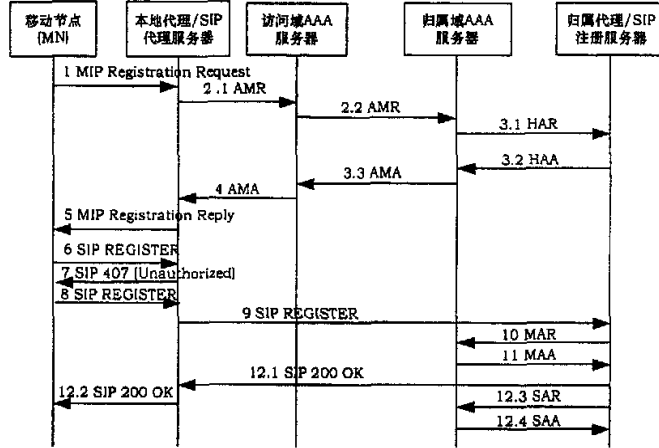 移动节点
(MN)
本地代理/SIP
代理服务器
访问域AAA
服务器
归属域AAA
服务器
归属代理/SIP
注册服务器
1 MIP Registration Request
2 .1 AMR
2.2 AMR
3.1 HAR
3.2 HAA
3.3 AMA
4 AMA
5 MIP Registration Reply
6 SIP REGISTER
7 SIP 407 (Unauthorized)
8 SIP REGISTER
9 SIP REGISTER
10 MAR
11 MAA
12.1 SIP 200 OK
12.2 SIP 200 OK
12.3 SAR
12.4 SAA